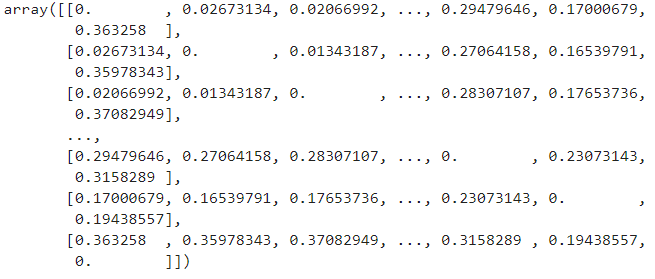 array([[0.        , 0.02673134, 0.02066992, ..., 0.29479646, 0.17000679,
        0.363258  ],
       [0.02673134, 0.        , 0.01343187, ..., 0.27064158, 0.16539791,
        0.35978343],
       [0.02066992, 0.01343187, 0.        , ..., 0.28307107, 0.17653736,
        0.37082949],
       ...,
       [0.29479646, 0.27064158, 0.28307107, ..., 0.        , 0.23073143,
        0.3158289 ],
       [0.17000679, 0.16539791, 0.17653736, ..., 0.23073143, 0.        ,
        0.19438557],
       [0.363258  , 0.35978343, 0.37082949, ..., 0.3158289 , 0.19438557,
        0.        ]])